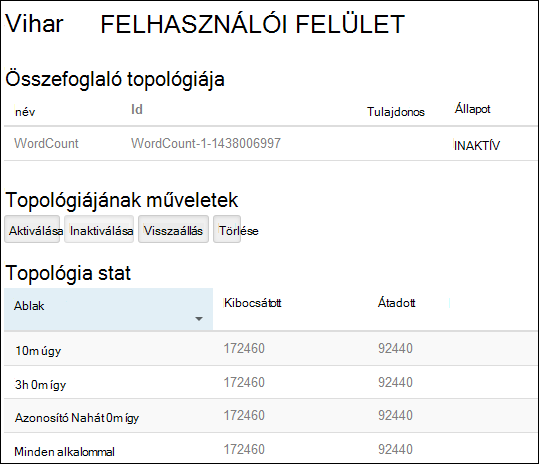 Vihar FELHASZNÁLÓI FELÜLET
Összefoglaló topológiája
név Id Tulajdonos Állapot
WordCount WordCount-1-1438006997 INAKTÍV
Topológiájának műveletek
Aktiválása Inaktiválása Visszaállás Törlése
Topológia stat
Ablak Kibocsátott Átadott
10m úgy 172460 92440
3h 0m így 172460 92440
Azonosító Nahát 0m így 172460 92440
Minden alkalommal 172460 92440